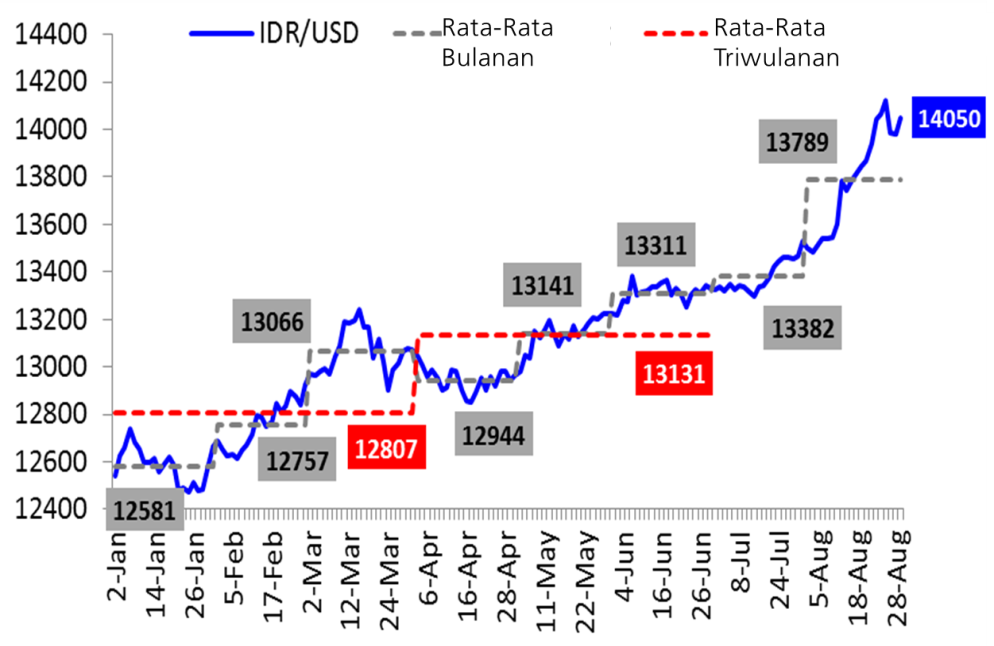 IDR/USD
Rata-Rata
Bulanan
Rata-Rata
Triwulanan
14400
14200
14000
13800
13600
13400
13200
13000
12800
12600
12400
14050
13789
13311
13141
13066
13382
13131
12944
12807
12757
12581
2-Jan
14-Jan
26-Jan
5-Feb
17-Feb
2-Mar
12-Mar
24-Mar
6-Apr
16-Apr
28-Apr
11-May
22-May
4-Jun
16-Jun
26-Jun
8-Jul
24-Jul
5-Aug
18-Aug
28-Aug